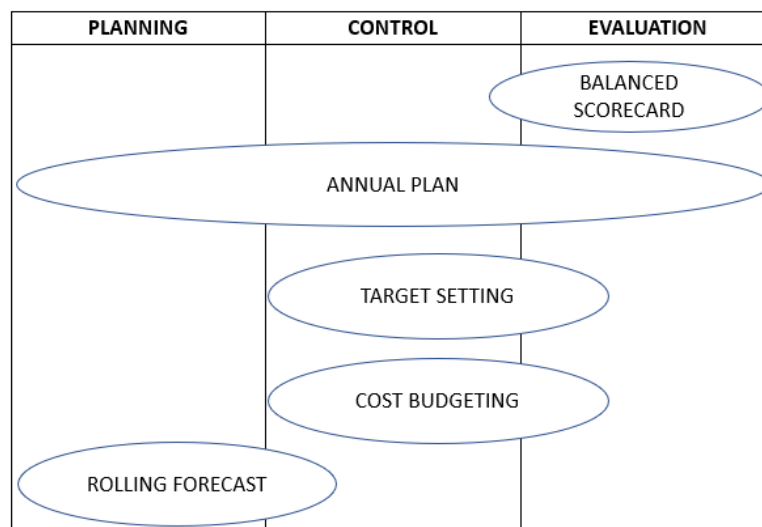 PLANNING
CONTROL
EVALUATION
BALANCED
SCORECARD
ANNUAL PLAN
TARGET SETTING
COST BUDGETING
ROLLING FORECAST